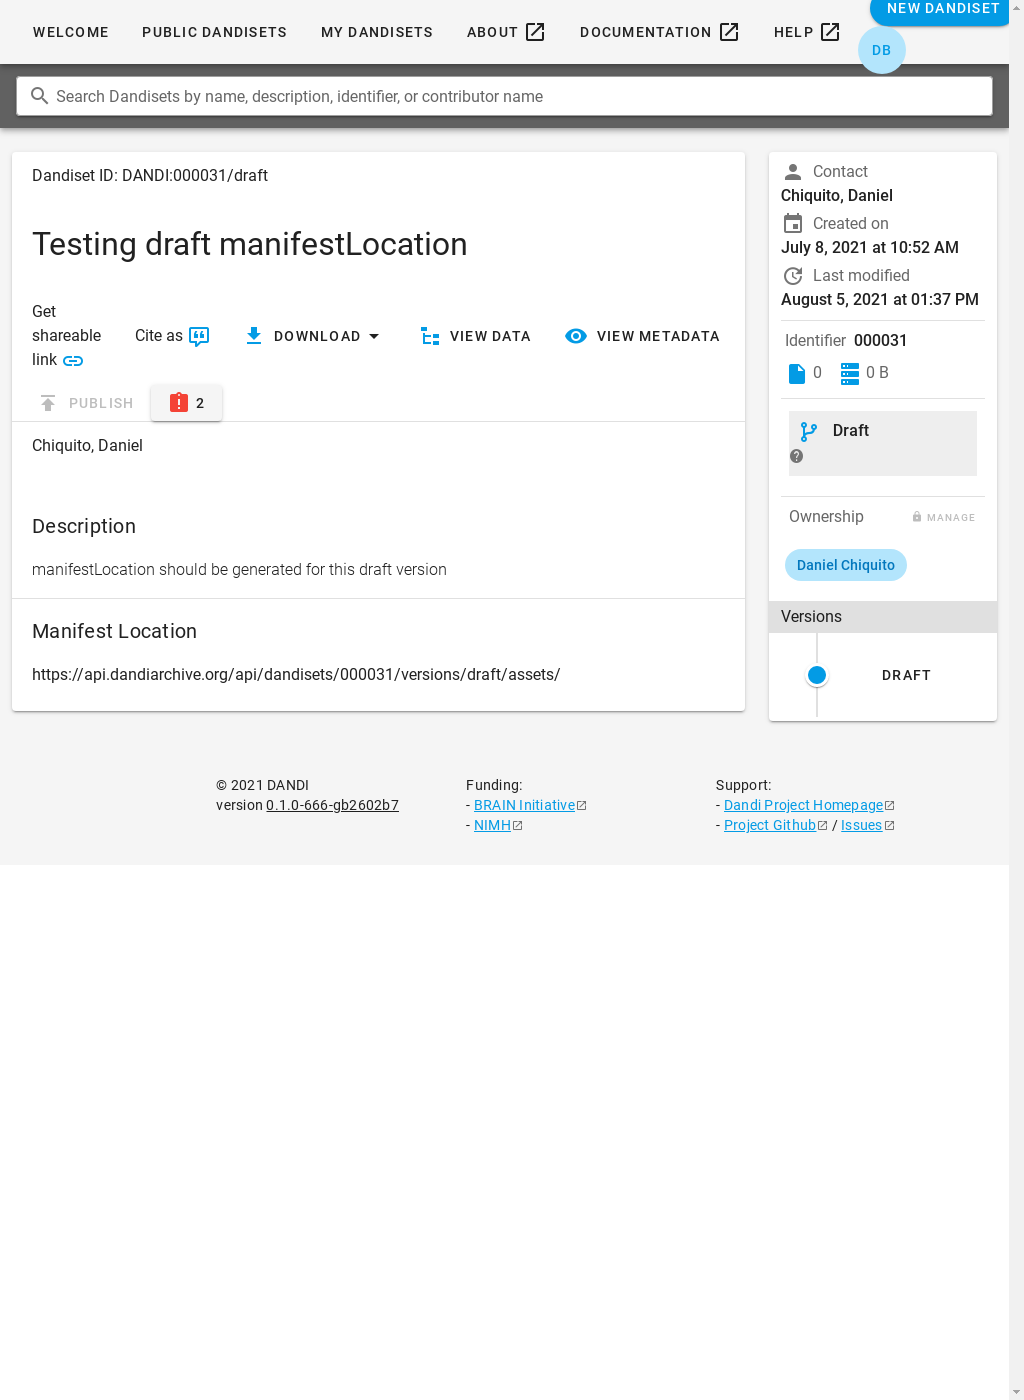 NEW DANDISET
WELCOME PUBLIC DANDISETS MY DANDISETS ABOUT DOCUMENTATION HELP
DB
Search Dandisets by name, description, identifier, or contributor name
Dandiset ID: DANDI:000031/draft
Testing draft manifestLocation
Get
shareable
link
Cite as
DOWNLOAD
VIEW DATA
VIEW METADATA
PUBLISH
2
Chiquito, Daniel
Description
manifestLocation should be generated for this draft version
Manifest Location
https://api.dandiarchive.org/api/dandisets/000031/versions/draft/assets/
Contact
Chiquito, Daniel
Created on
July 8, 2021 at 10:52 AM
Last modified
August 5, 2021 at 01:37 PM
Identifier 000031
0 0 B
Draft
Ownership MANAGE
Daniel Chiquito
Versions
DRAFT
© 2021 DANDI
version 0.1.0-666-gb2602b7
Funding:
- BRAIN Initiative
- NIMH
Support:
- Dandi Project Homepage
- Project Github / Issues